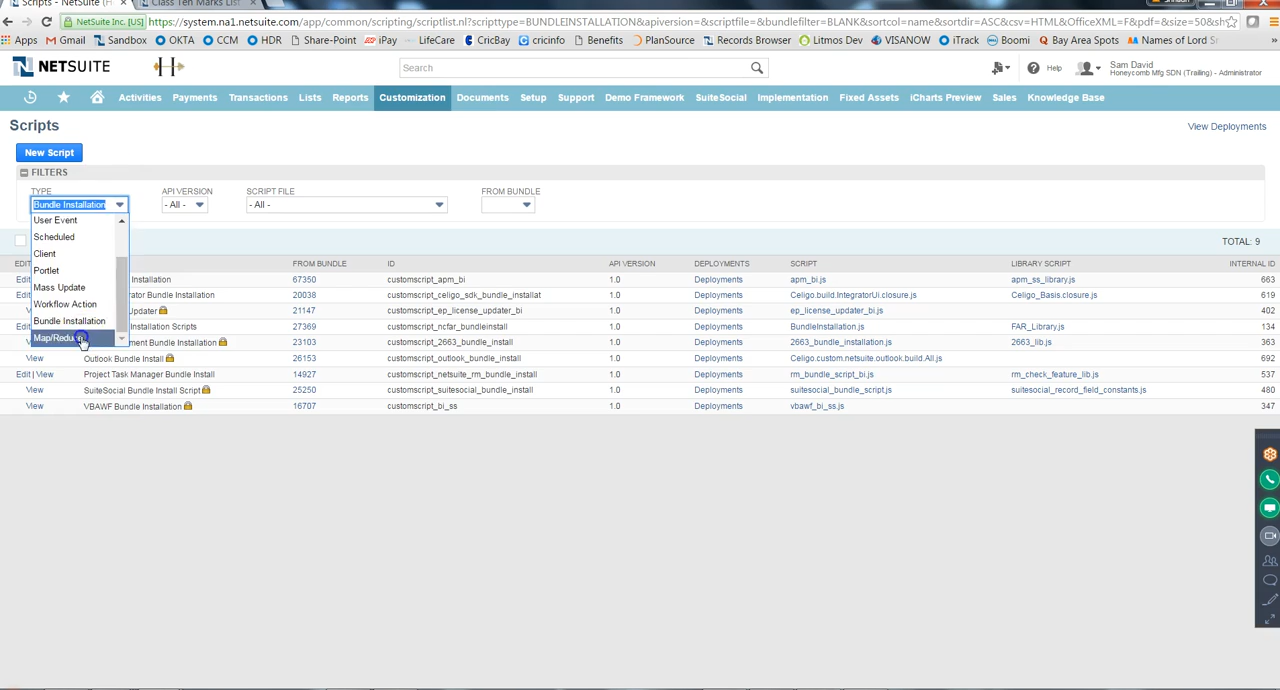 Scripts - NetSuite (H
Class Ten Marks List
NetSuite Inc. [US] https://system.na1.netsuite.com/app/common/scripting/scriptlist.nl?scripttype=BUNDLEINSTALLATION&apiversion=&scriptfile=&bundlefilter=BLANK&sortcol=name&sortdir=ASC&csv=HTML&OfficeXML=F&pdf=&size=50&sh
Apps Gmail Sandbox OKTA CCM HDR Share-Point iPay LifeCare CricBay cricinfo Benefits PlanSource Records Browser Litmos Dev VISANOW iTrack Boomi Bay Area Spots Names of Lord Sr
NETSUITE
Search
Help
Sam David
Honeycomb Mfg SDN (Trailing) - Administrator
Activities Payments Transactions Lists Reports Customization Documents Setup Support Demo Framework SuiteSocial Implementation Fixed Assets iCharts Preview Sales Knowledge Base
Scripts
View Deployments
New Script
FILTERS
TYPE API VERSION SCRIPT FILE FROM BUNDLE
Bundle Installation - All - - All -
User Event
Scheduled
Client
Portlet
Mass Update
Workflow Action
Bundle Installation
Map/Reduc
TOTAL: 9
EDI FROM BUNDLE ID API VERSION DEPLOYMENTS SCRIPT LIBRARY SCRIPT INTERNAL ID
Edit Installation 67350 customscript_apm_bi 1.0 Deployments apm_bi.js apm_ss_library.js 663
Edit rator Bundle Installation 20038 customscript_celigo_sdk_bundle_installat 1.0 Deployments Celigo.build.IntegratorUi.closure.js Celigo_Basis.closure.js 619
Updater 21147 customscript_ep_license_updater_bi 1.0 Deployments ep_license_updater_bi.js 402
Edit Installation Scripts 27369 customscript_ncfar_bundleinstall 1.0 Deployments BundleInstallation.js FAR_Library.js 134
ment Bundle Installation 23103 customscript_2663_bundle_installation 1.0 Deployments 2663_bundle_installation.js 2663_lib.js 363
View Outlook Bundle Install 26153 customscript_outlook_bundle_install 1.0 Deployments Celigo.custom.netsuite.outlook.build.All.js 692
Edit | View Project Task Manager Bundle Install 14927 customscript_netsuite_rm_bundle_install 1.0 Deployments rm_bundle_script_bi.js rm_check_feature_lib.js 537
View SuiteSocial Bundle Install Script 25250 customscript_suitesocial_bundle_install 1.0 Deployments suitesocial_bundle_script.js suitesocial_record_field_constants.js 480
View VBAWF Bundle Installation 16707 customscript_bi_ss 1.0 Deployments vbawf_bi_ss.js 347